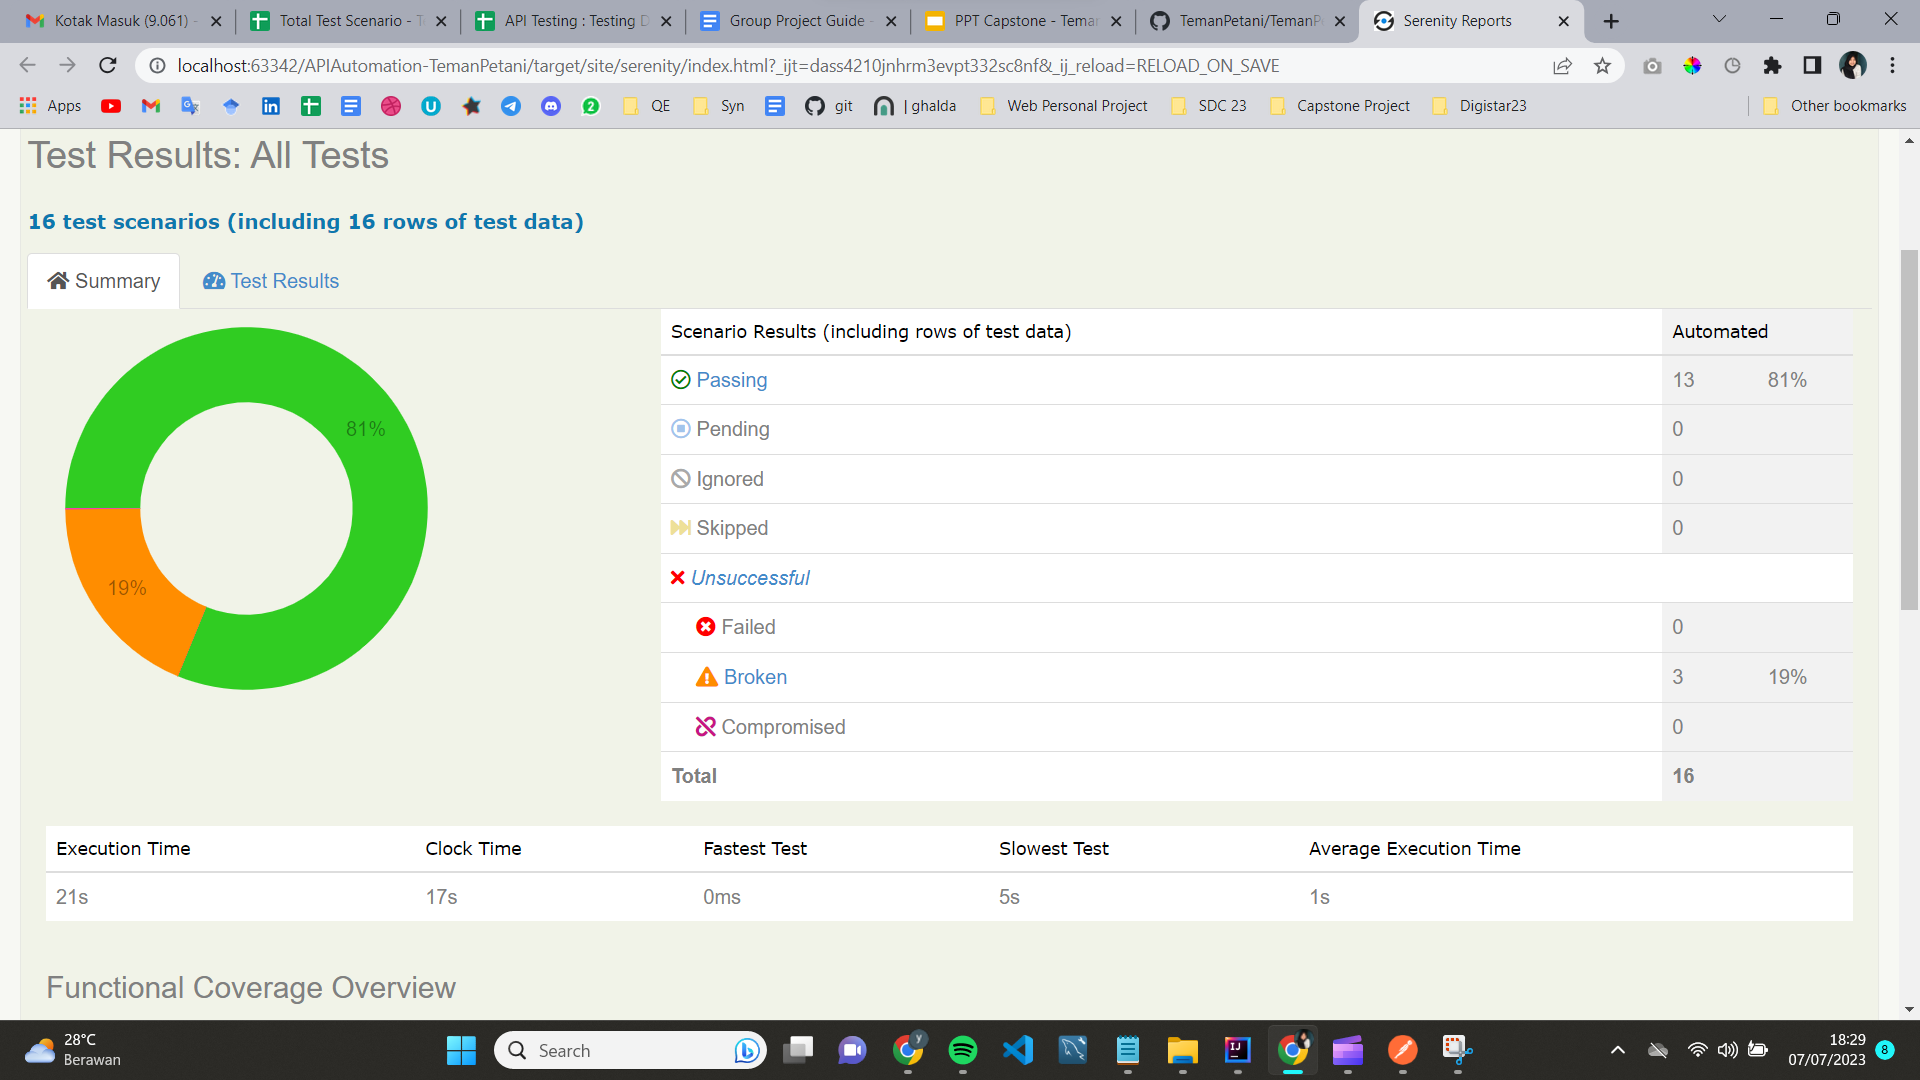 Kotak Masuk (9.061) -
Total Test Scenario - T
API Testing : Testing D
Group Project Guide -
PPT Capstone - Teman
TemanPetani/TemanP
Serenity Reports
localhost:63342/APIAutomation-TemanPetani/target/site/serenity/index.html?_ijt=dass4210jnhrm3evpt332sc8nf&_ij_reload=RELOAD_ON_SAVE
Apps
QE
Syn
git
| ghalda
Web Personal Project
SDC 23
Capstone Project
Digistar23
Other bookmarks
Test Results: All Tests
16 test scenarios (including 16 rows of test data)
Summary
Test Results
81%
19%
Scenario Results (including rows of test data) Automated
Passing 13 81%
Pending 0
Ignored 0
Skipped 0
Unsuccessful
Failed 0
Broken 3 19%
Compromised 0
Total 16
Execution Time Clock Time Fastest Test Slowest Test Average Execution Time
21s 17s 0ms 5s 1s
Functional Coverage Overview
28°C
Berawan
Search
18:29
07/07/2023
8